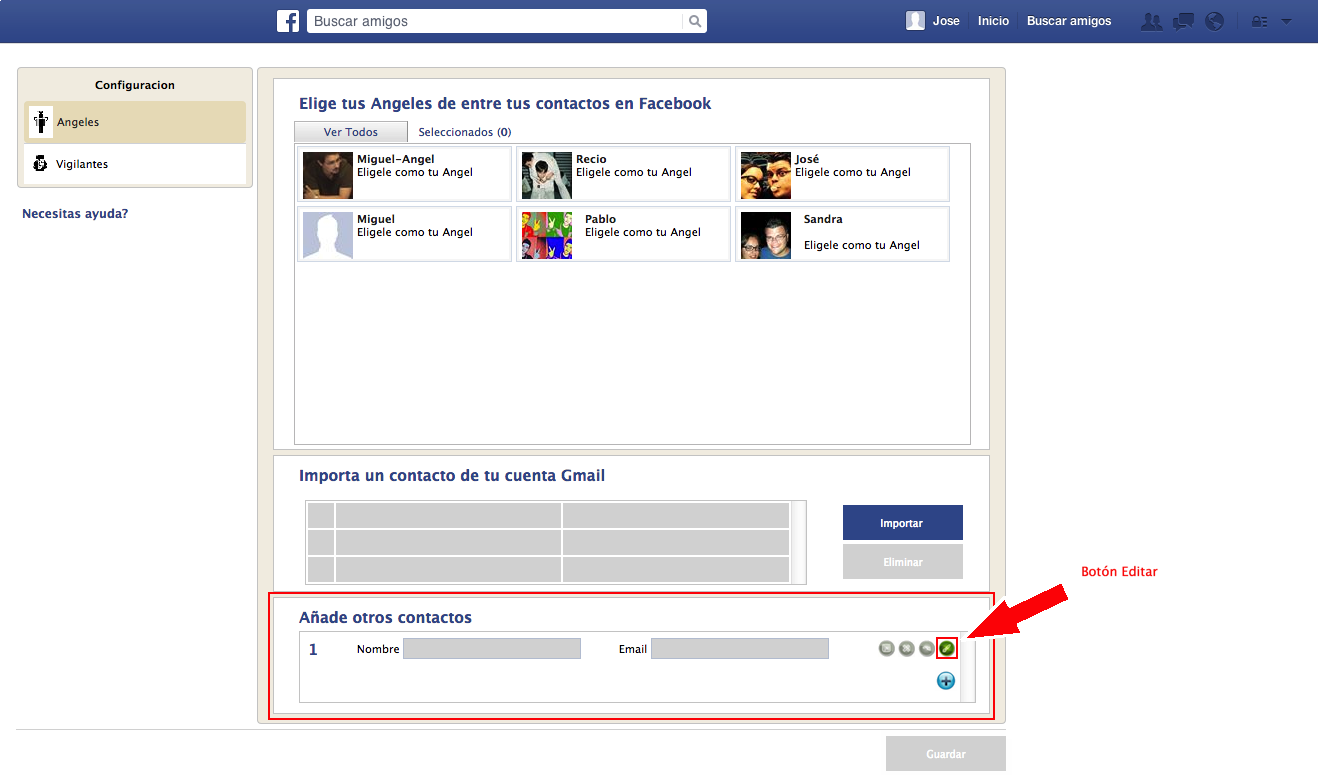 Buscar amigos
Jose Inicio Buscar amigos
Configuracion
Angeles
Vigilantes
Necesitas ayuda?
Elige tus Angeles de entre tus contactos en Facebook
Ver Todos Seleccionados (0)
Miguel-Angel
Eligele como tu Angel
Recio
Eligele como tu Angel
José
Eligele como tu Angel
Miguel
Eligele como tu Angel
Pablo
Eligele como tu Angel
Sandra
Eligele como tu Angel
Importa un contacto de tu cuenta Gmail
Importar
Eliminar
Botón Editar
Añade otros contactos
1 Nombre Email
Guardar